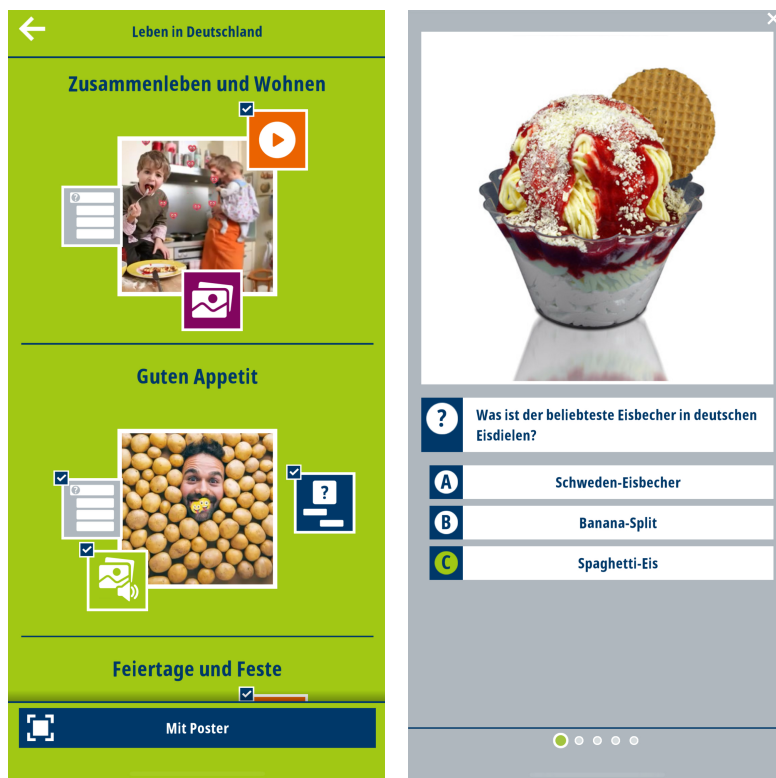 Leben in Deutschland
Zusammenleben und Wohnen
?
Guten Appetit
?
?
Feiertage und Feste
Mit Poster
?
Was ist der beliebteste Eisbecher in deutschen
Eisdielen?
A Schweden-Eisbecher
B Banana-Split
C Spaghetti-Eis